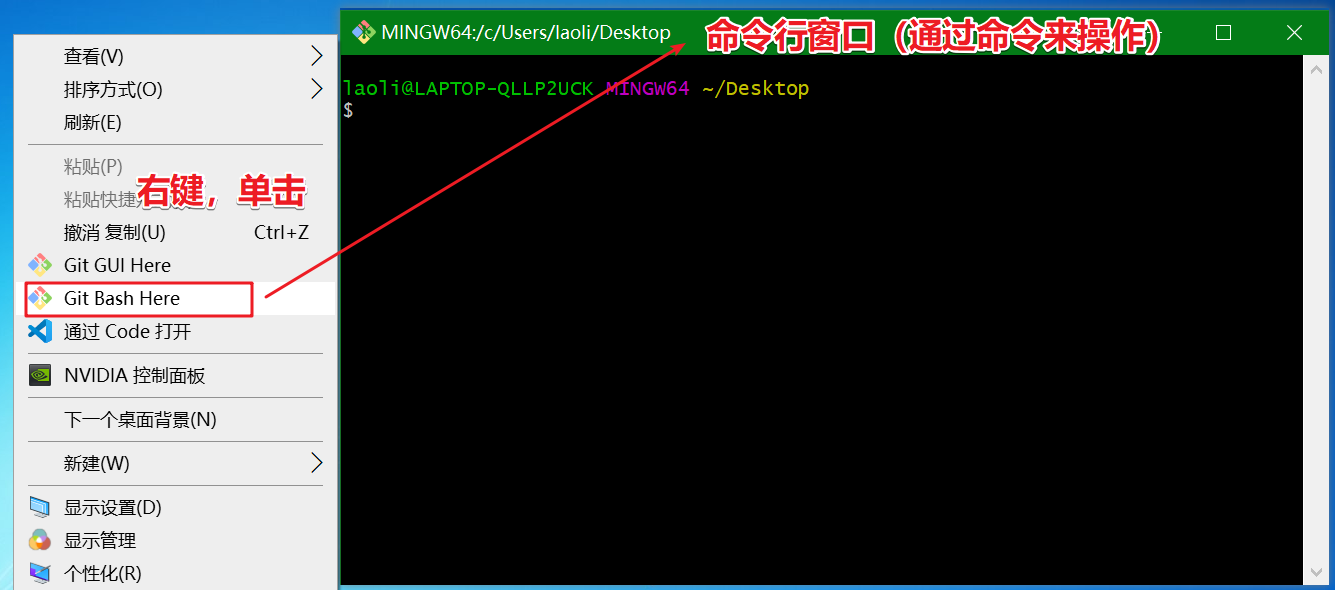 查看(V)
排序方式(O)
刷新(E)
粘贴(P)
粘贴快捷
右键，单击
撤消 复制(U) Ctrl+Z
Git GUI Here
Git Bash Here
通过 Code 打开
NVIDIA 控制面板
下一个桌面背景(N)
新建(W)
显示设置(D)
显示管理
个性化(R)
MINGW64:/c/Users/laoli/Desktop
命令行窗口（通过命令来操作）
laoli@LAPTOP-QLLP2UCK MINGW64 ~/Desktop
$